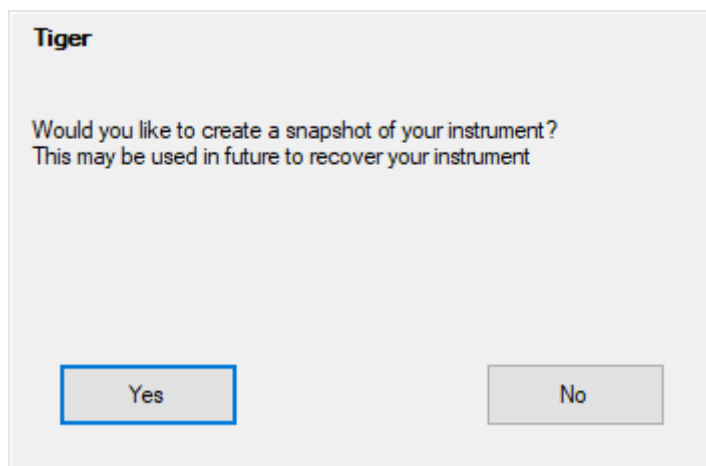 Tiger
Would you like to create a snapshot of your instrument?
This may be used in future to recover your instrument
Yes
No